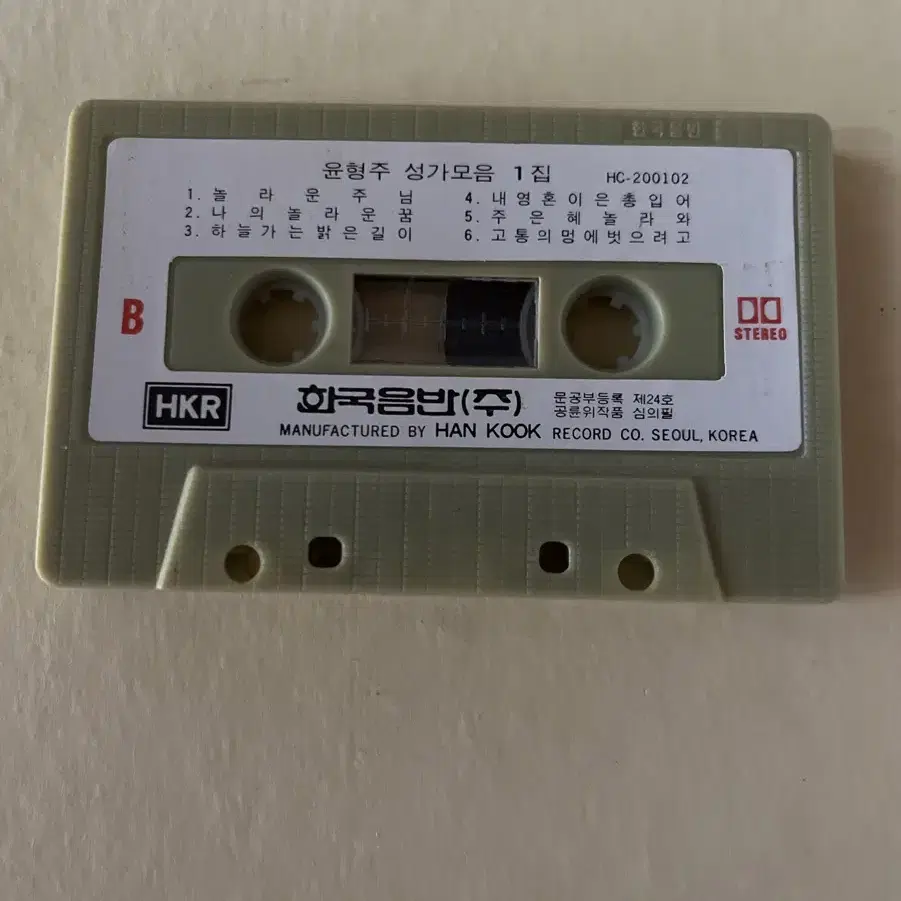 한국음반
윤형주 성가모음 1집 HC-200102
1. 놀라운주님 4. 내영혼이은총입어
2. 나의놀라운꿈 5. 주은혜놀라와
3. 하늘가는밝은길이 6. 고통의멍에벗으려고
B
STEREO
HKR 한국음반(주) 문공부등록 제24호
공륜위작품 심의필
MANUFACTURED BY HAN KOOK RECORD CO. SEOUL, KOREA